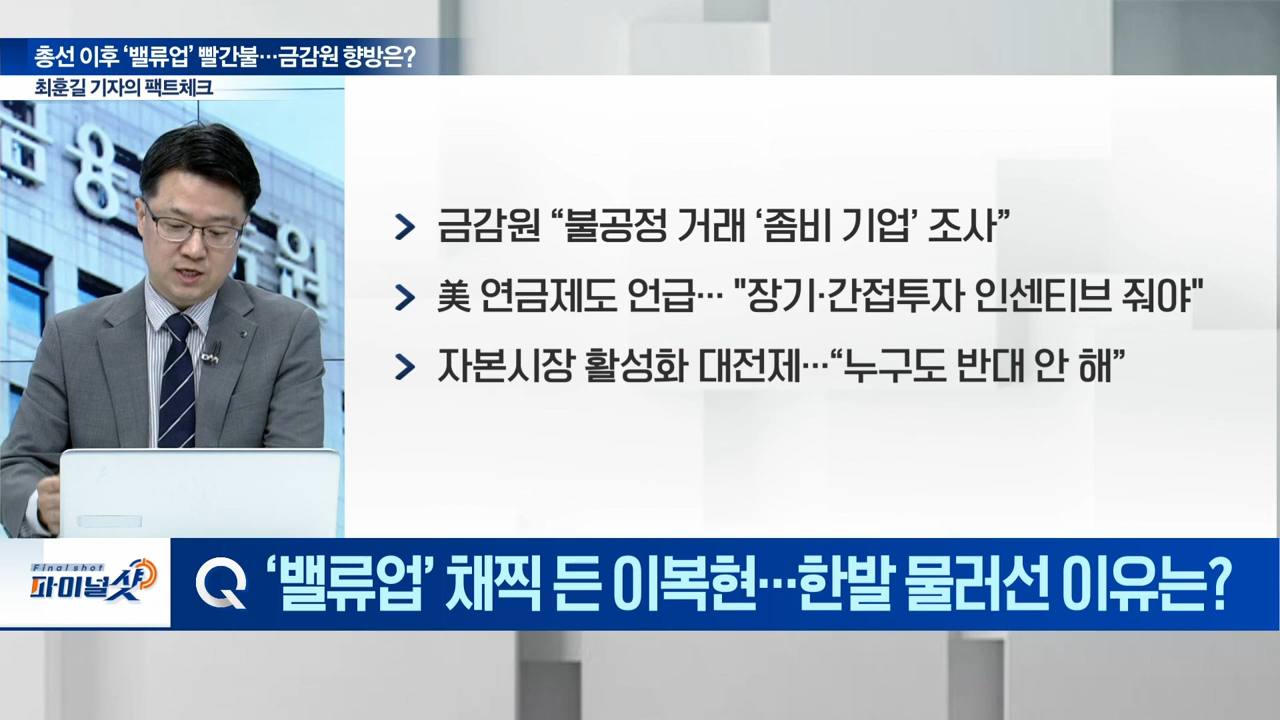 총선 이후 ‘밸류업’ 빨간불…금감원 향방은?
최훈길 기자의 팩트체크
금융
원
금감원 “불공정 거래 ‘좀비 기업’ 조사”
美 연금제도 언급… "장기·간접투자 인센티브 줘야"
자본시장 활성화 대전제…“누구도 반대 안 해”
Final shot
파이널샷
Q ‘밸류업’ 채찍 든 이복현…한발 물러선 이유는?